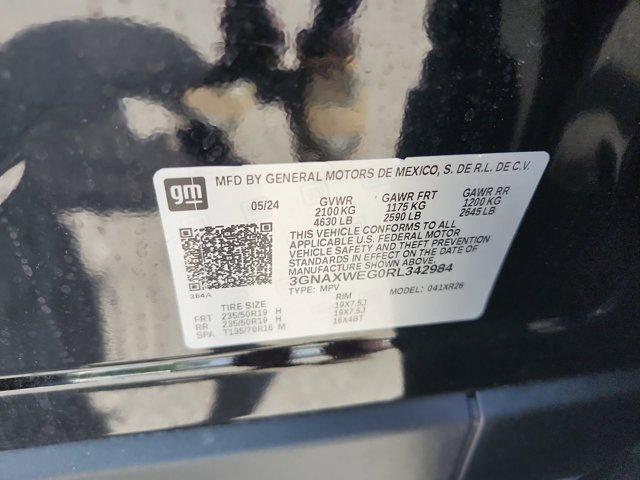 gm
MFD BY GENERAL MOTORS DE MEXICO, S. DE R.L. DE C.V.
05/24 GVWR GAWR FRT GAWR RR
2100 KG 1175 KG 1200 KG
4630 LB 2590 LB 2645 LB
THIS VEHICLE CONFORMS TO ALL
APPLICABLE U.S. FEDERAL MOTOR
VEHICLE SAFETY AND THEFT PREVENTION
STANDARDS IN EFFECT ON THE DATE OF
MANUFACTURE SHOWN ABOVE.
3GNAXWEG0RL342984
384A TYPE: MPV MODEL: 041XR26
TIRE SIZE RIM
FRT 235/50R19 H 19X7.5J
RR 235/50R19 H 19X7.5J
SPA T135/70R16 M 16X4BT